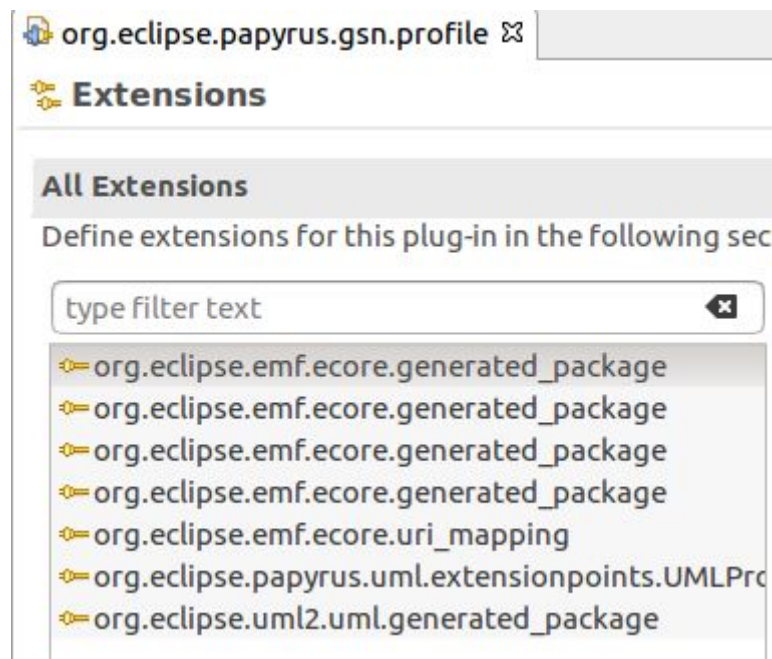 org.eclipse.papyrus.gsn.profile
Extensions
All Extensions
Define extensions for this plug-in in the following sec
type filter text
org.eclipse.emf.ecore.generated_package
org.eclipse.emf.ecore.generated_package
org.eclipse.emf.ecore.generated_package
org.eclipse.emf.ecore.generated_package
org.eclipse.emf.ecore.uri_mapping
org.eclipse.papyrus.uml.extensionpoints.UMLPro
org.eclipse.uml2.uml.generated_package